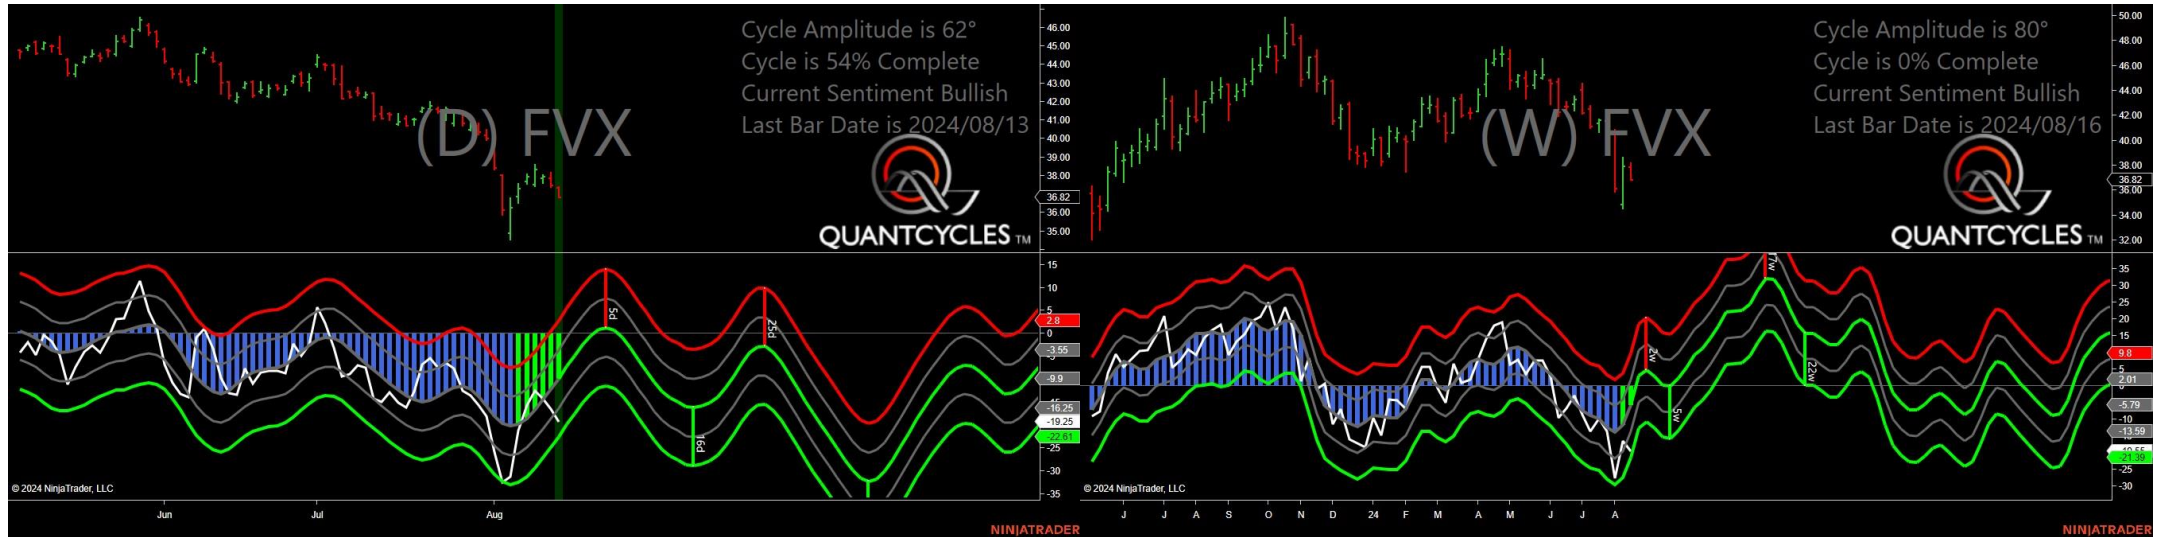 Cycle Amplitude is 62°
Cycle is 54% Complete
Current Sentiment Bullish
Last Bar Date is 2024/08/13
(D) FVX
QUANTCYCLES TM
46.00
45.00
44.00
43.00
42.00
41.00
40.00
39.00
38.00
36.82
36.00
35.00
15
10
5
2.8
0
-3.55
-9.9
-16.25
-19.25
-22.61
-25
-30
-35
5d
25d
16d
© 2024 NinjaTrader, LLC
Jun
Jul
Aug
NINJATRADER
Cycle Amplitude is 80°
Cycle is 0% Complete
Current Sentiment Bullish
Last Bar Date is 2024/08/16
(W) FVX
QUANTCYCLES TM
50.00
48.00
46.00
44.00
42.00
40.00
38.00
36.82
36.00
34.00
32.00
35
30
25
20
15
9.8
5
2.01
-5.79
-10
-13.59
-21.39
-25
-30
2w
5w
17w
22w
© 2024 NinjaTrader, LLC
J
J
A
S
O
N
D
24
F
M
A
M
J
J
A
NINJATRADER